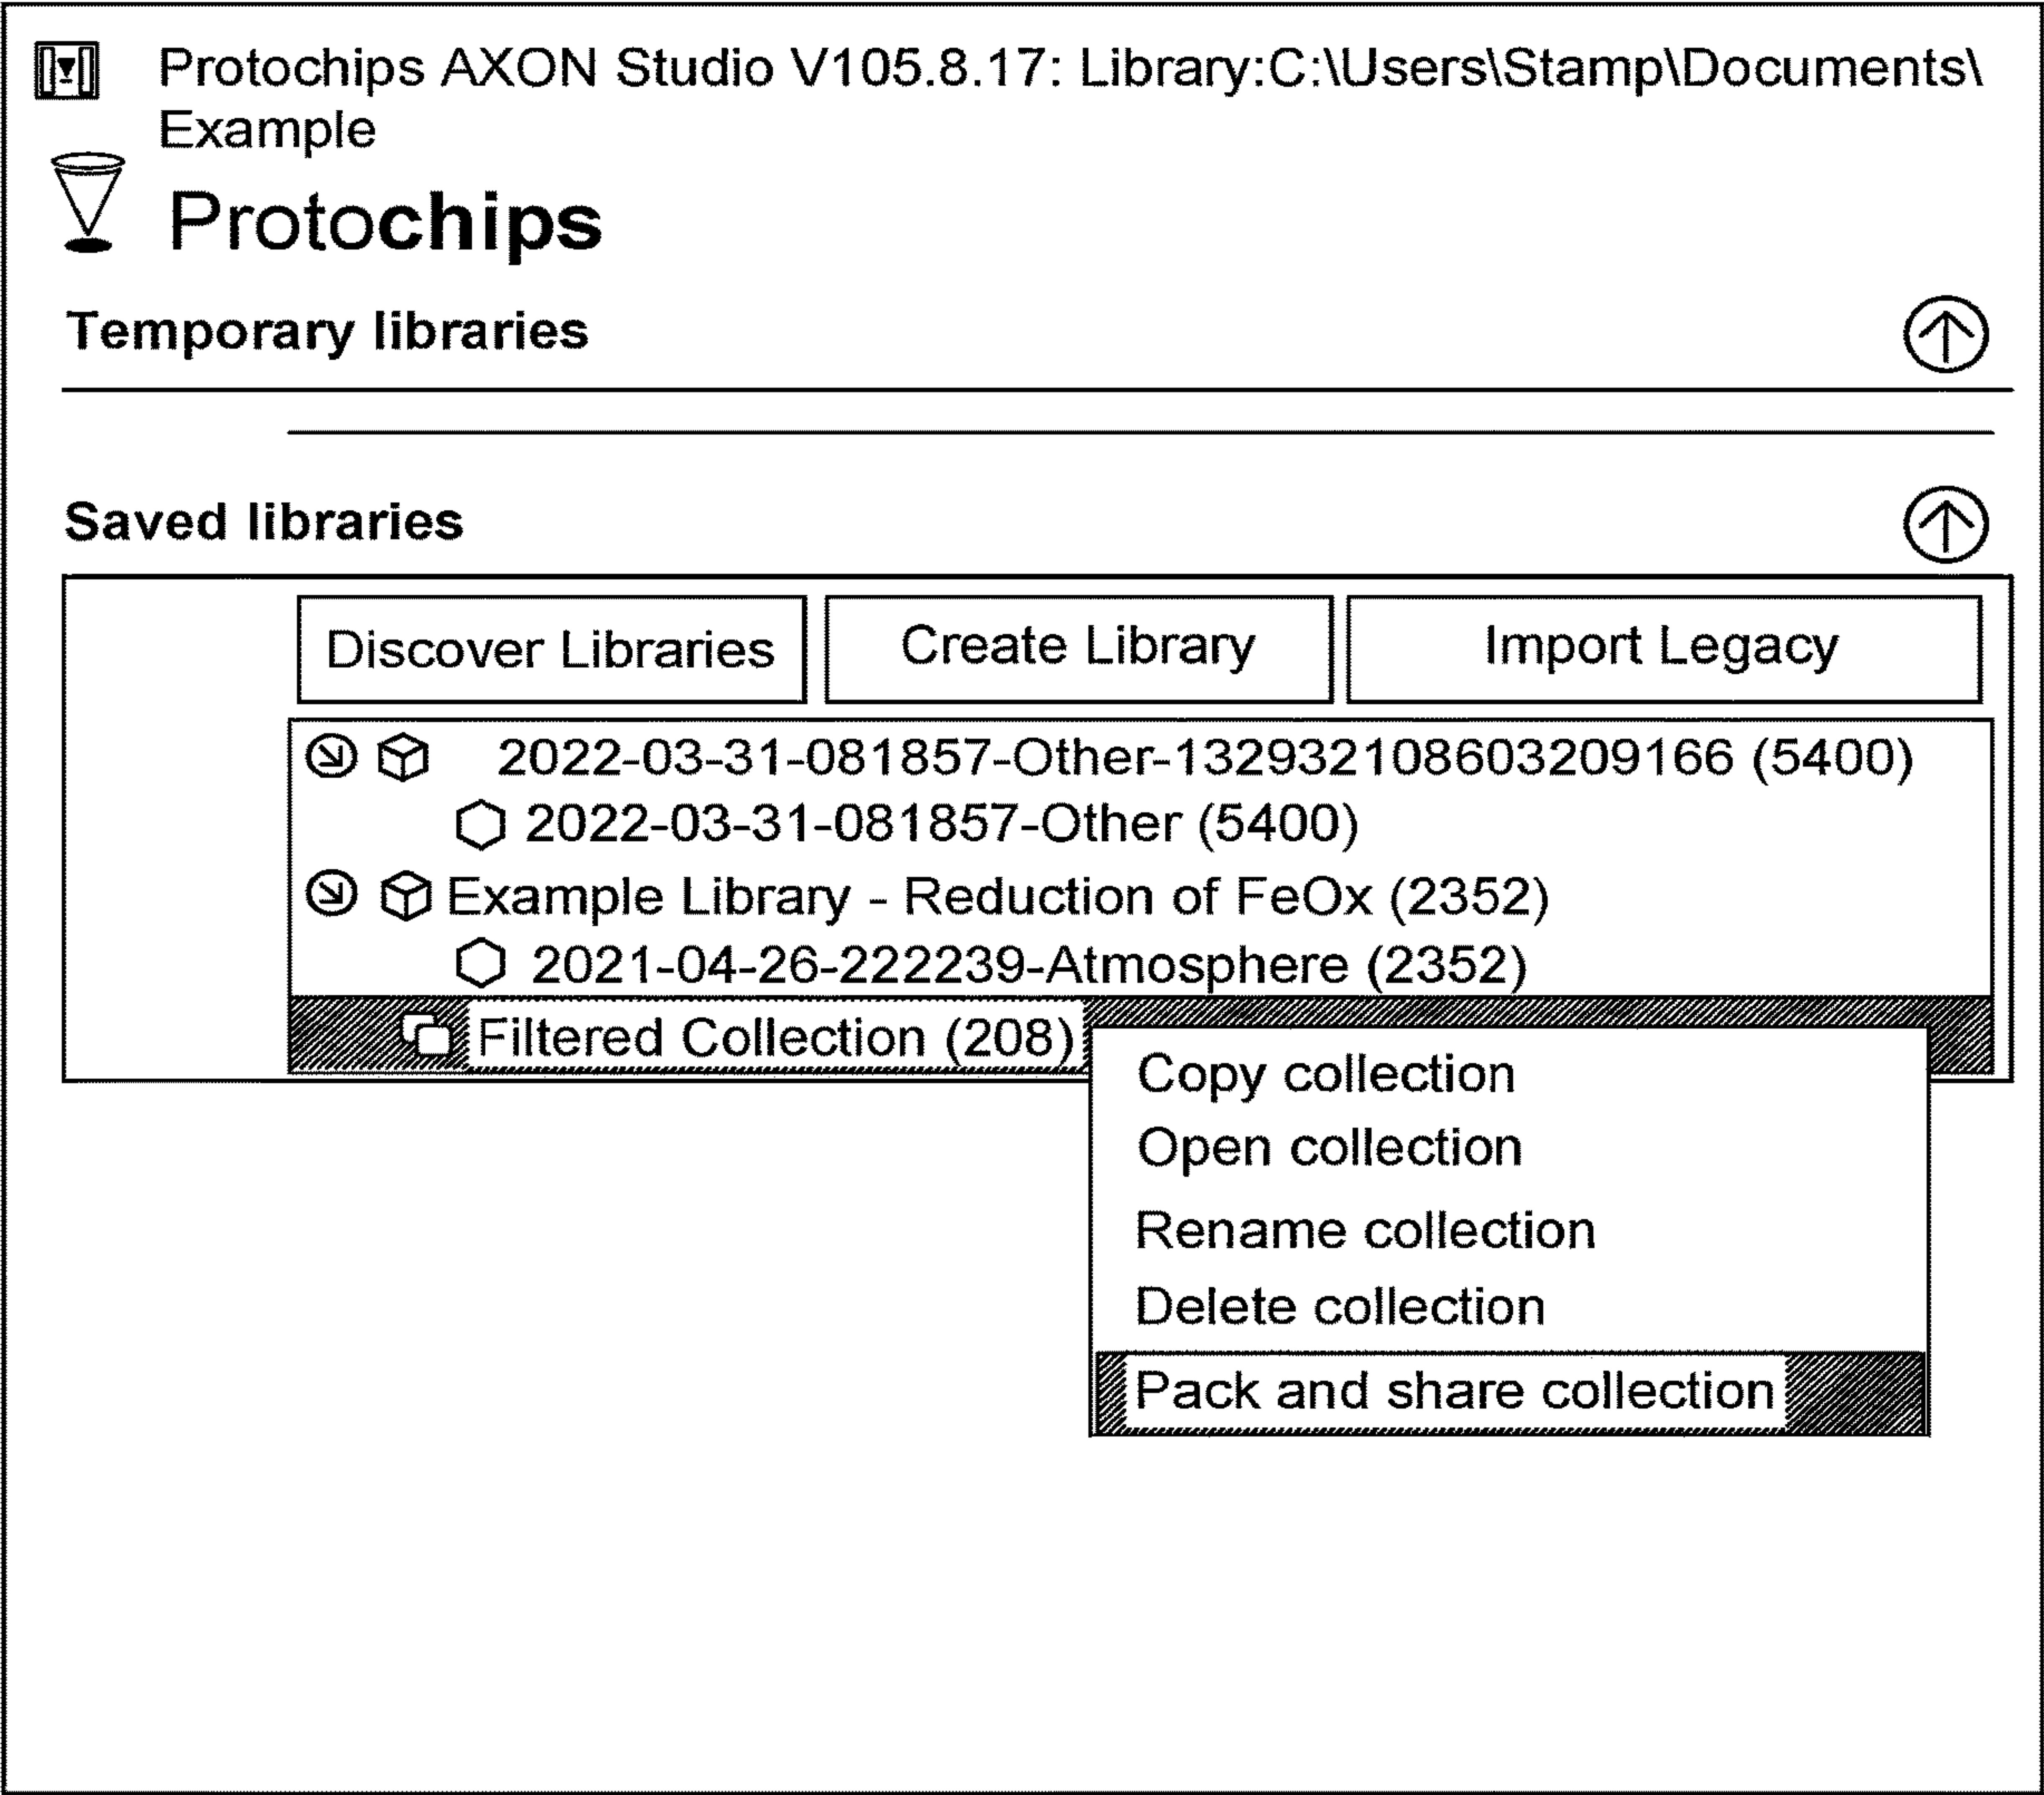 Protochips AXON Studio V105.8.17: Library:C:\Users\Stamp\Documents\
Example
Protochips
Temporary libraries
Saved libraries
Discover Libraries
Create Library
Import Legacy
2022-03-31-081857-Other-132932108603209166 (5400)
2022-03-31-081857-Other (5400)
Example Library - Reduction of FeOx (2352)
2021-04-26-222239-Atmosphere (2352)
Filtered Collection (208)
Copy collection
Open collection
Rename collection
Delete collection
Pack and share collection